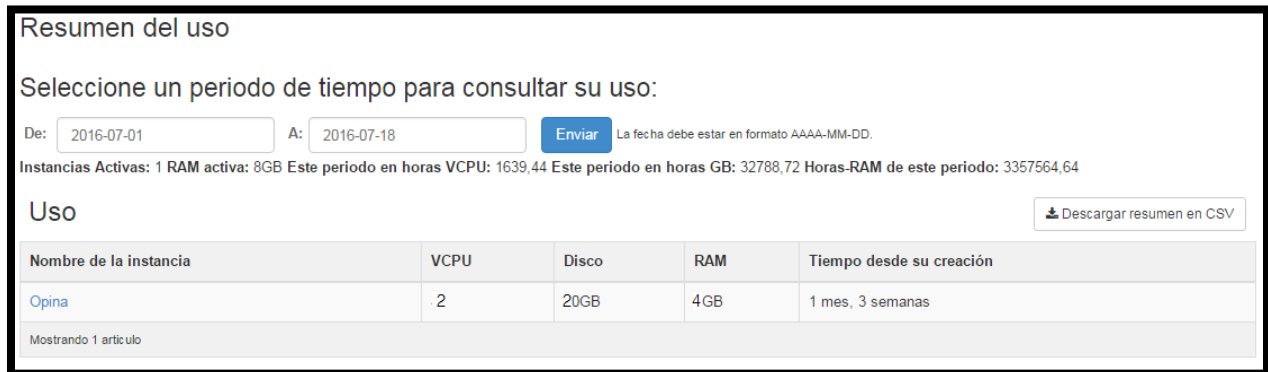 Resumen del uso
Seleccione un periodo de tiempo para consultar su uso:
De: 2016-07-01 A: 2016-07-18 Enviar La fecha debe estar en formato AAAA-MM-DD.
Instancias Activas: 1 RAM activa: 8GB Este periodo en horas VCPU: 1639,44 Este periodo en horas GB: 32788,72 Horas-RAM de este periodo: 3357564,64
Uso Descargar resumen en CSV
Nombre de la instancia VCPU Disco RAM Tiempo desde su creación
Opina 2 20GB 4GB 1 mes, 3 semanas
Mostrando 1 articulo